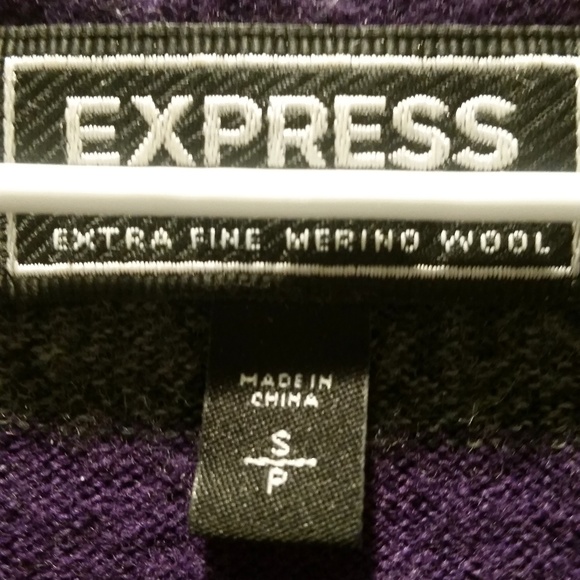 EXPRESS
EXTRA FINE MERINO WOOL
MADE IN
CHINA
S
P